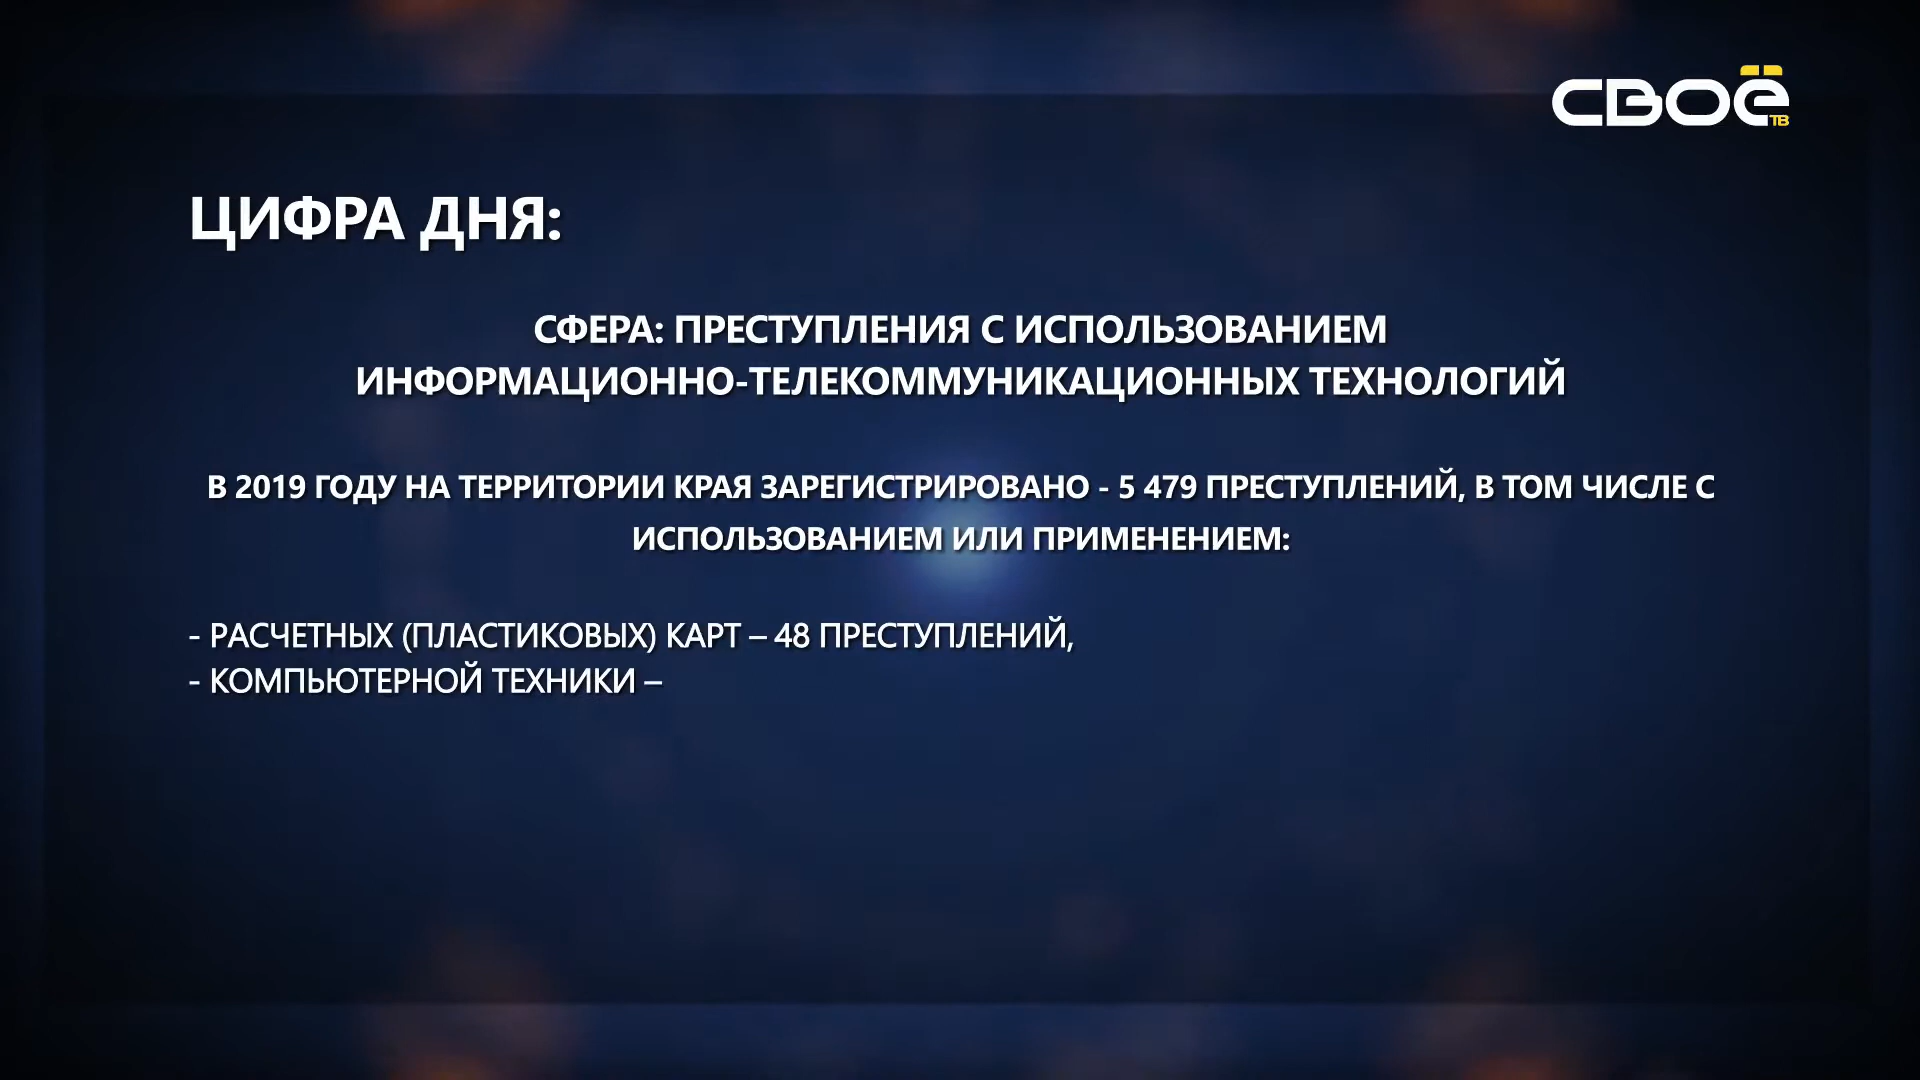 СВОЁ
ТВ
ЦИФРА ДНЯ:
СФЕРА: ПРЕСТУПЛЕНИЯ С ИСПОЛЬЗОВАНИЕМ
ИНФОРМАЦИОННО-ТЕЛЕКОММУНИКАЦИОННЫХ ТЕХНОЛОГИЙ
В 2019 ГОДУ НА ТЕРРИТОРИИ КРАЯ ЗАРЕГИСТРИРОВАНО - 5 479 ПРЕСТУПЛЕНИЙ, В ТОМ ЧИСЛЕ С
ИСПОЛЬЗОВАНИЕМ ИЛИ ПРИМЕНЕНИЕМ:
- РАСЧЕТНЫХ (ПЛАСТИКОВЫХ) КАРТ – 48 ПРЕСТУПЛЕНИЙ,
- КОМПЬЮТЕРНОЙ ТЕХНИКИ –